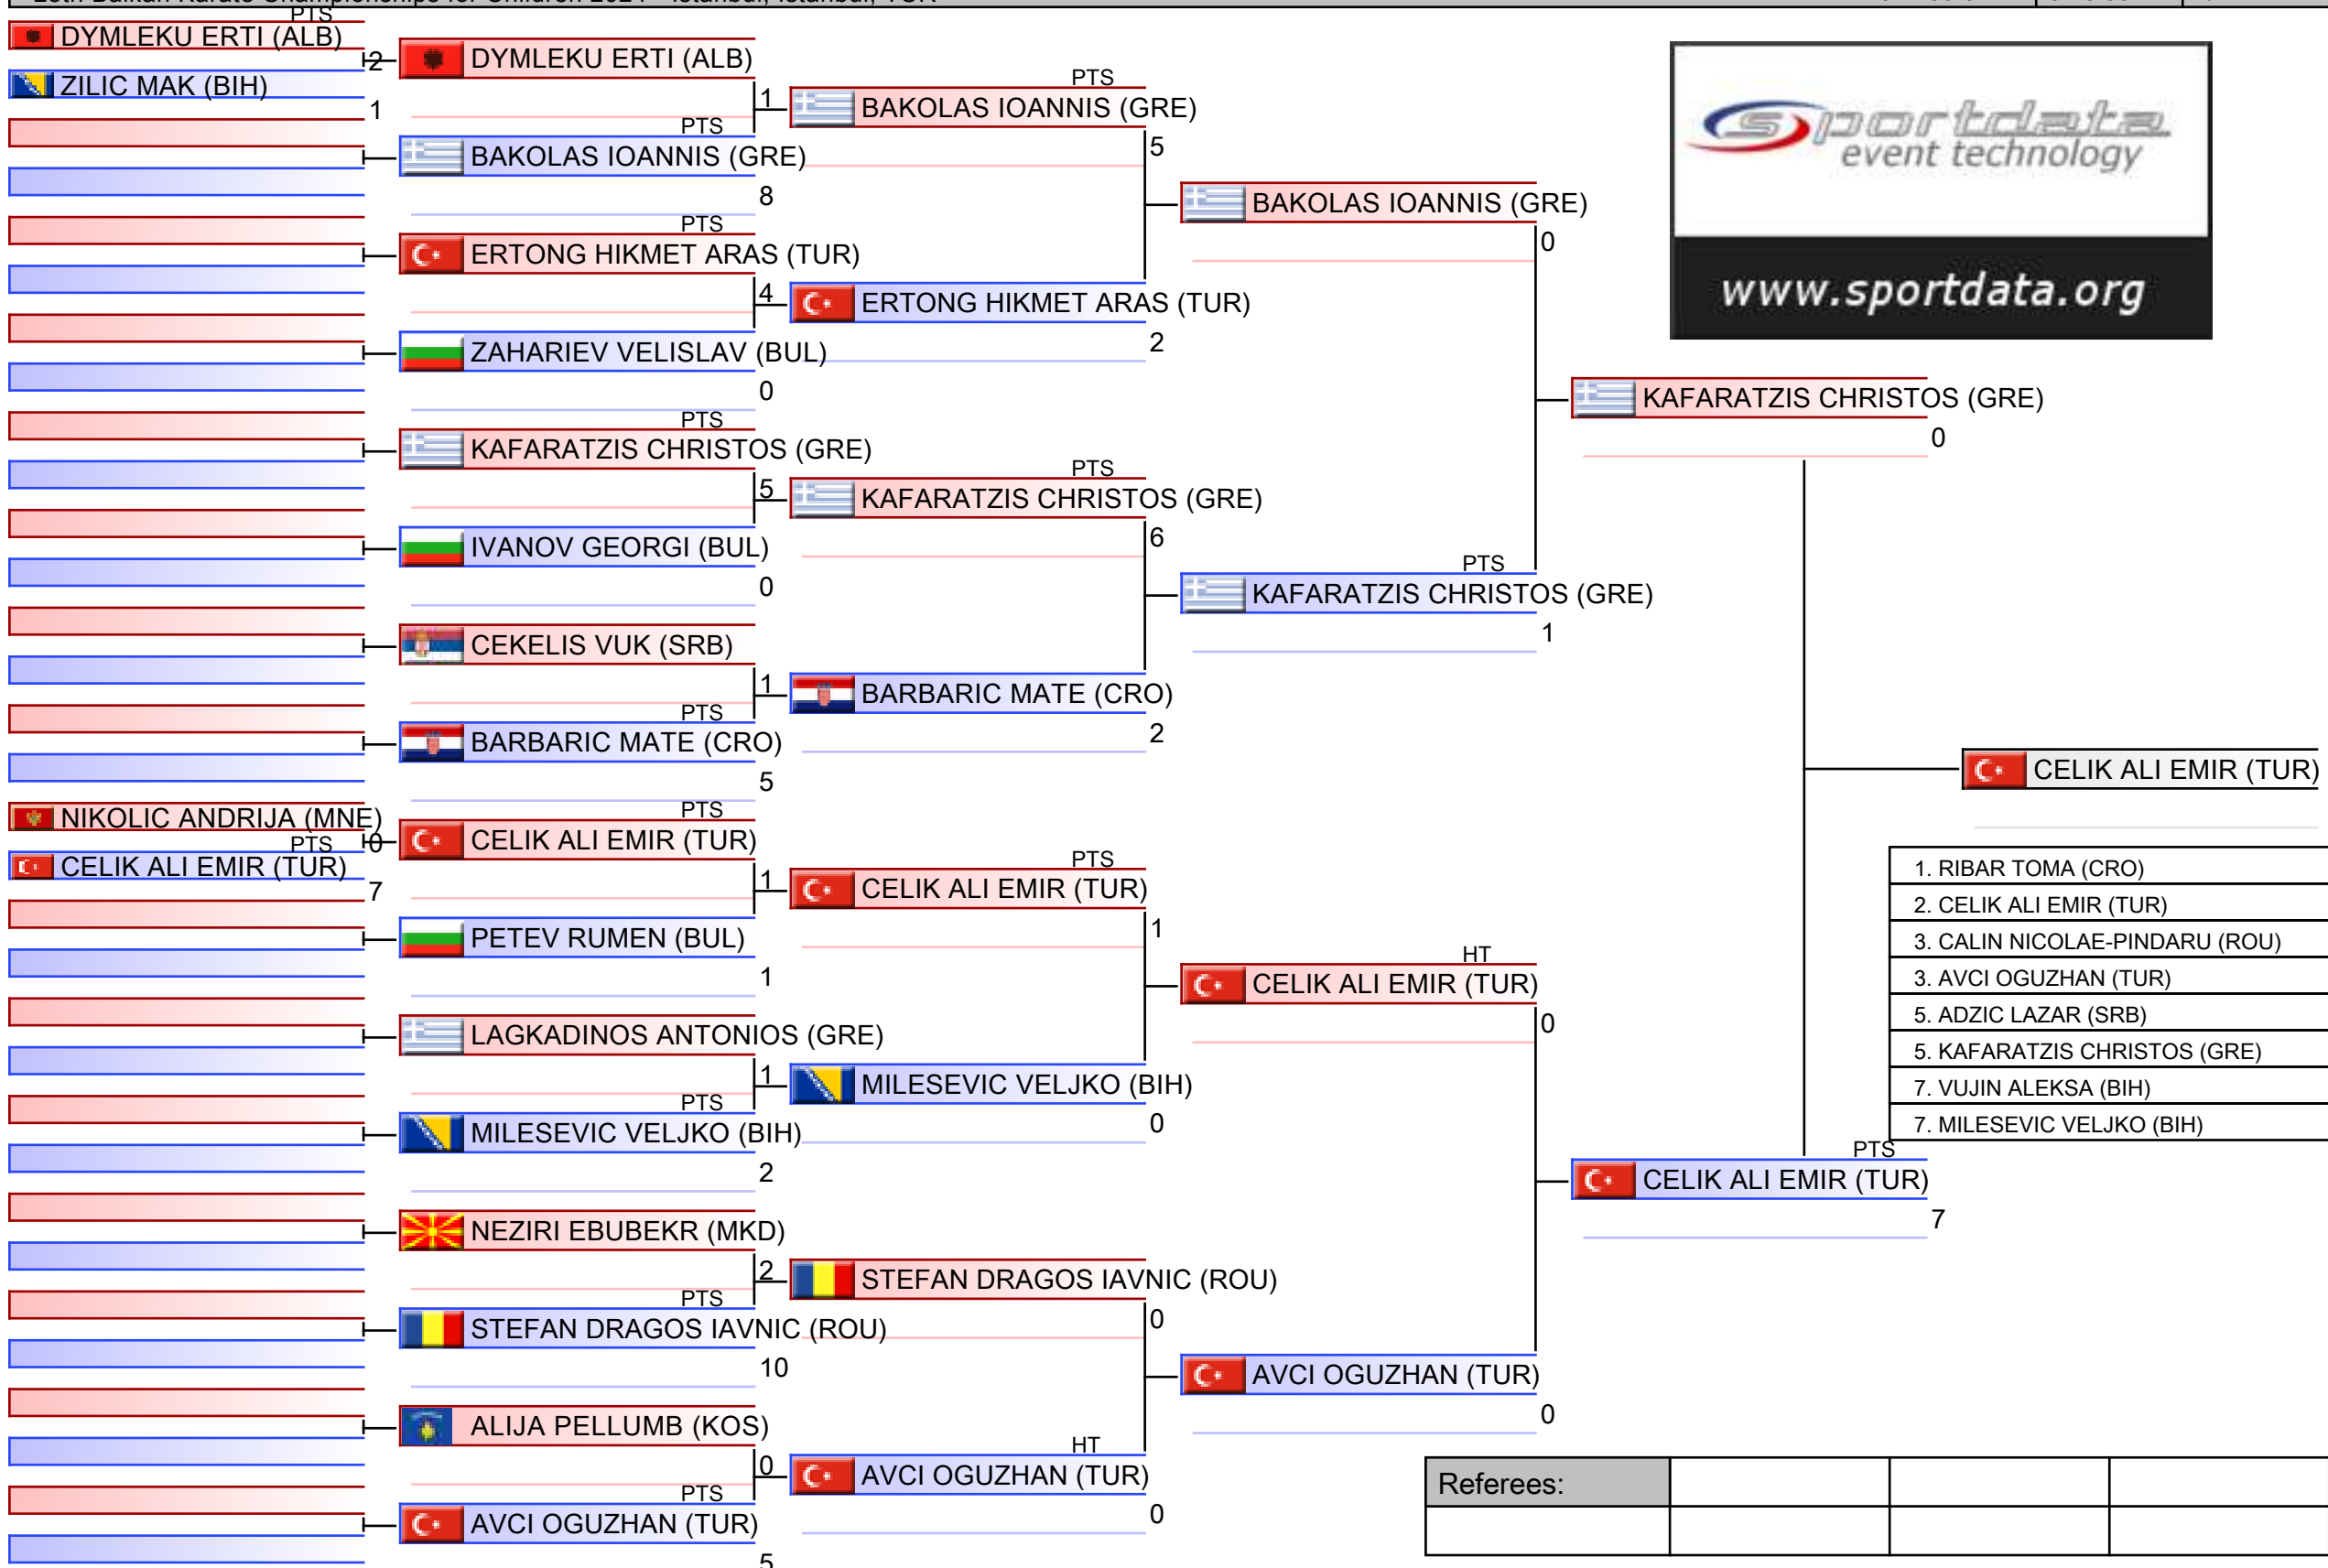 PTS
DYMLEKU ERTI (ALB)
2
ZILIC MAK (BIH)
1
NIKOLIC ANDRIJA (MNE)
0
PTS
CELIK ALI EMIR (TUR)
7
DYMLEKU ERTI (ALB)
1
PTS
BAKOLAS IOANNIS (GRE)
8
PTS
ERTONG HIKMET ARAS (TUR)
4
ZAHARIEV VELISLAV (BUL)
0
PTS
KAFARATZIS CHRISTOS (GRE)
5
IVANOV GEORGI (BUL)
0
CEKELIS VUK (SRB)
1
PTS
BARBARIC MATE (CRO)
5
PTS
CELIK ALI EMIR (TUR)
1
PETEV RUMEN (BUL)
1
LAGKADINOS ANTONIOS (GRE)
1
PTS
MILESEVIC VELJKO (BIH)
2
NEZIRI EBUBEKR (MKD)
2
PTS
STEFAN DRAGOS IAVNIC (ROU)
10
ALIJA PELLUMB (KOS)
0
PTS
AVCI OGUZHAN (TUR)
5
PTS
BAKOLAS IOANNIS (GRE)
5
ERTONG HIKMET ARAS (TUR)
2
PTS
KAFARATZIS CHRISTOS (GRE)
6
BARBARIC MATE (CRO)
2
PTS
CELIK ALI EMIR (TUR)
1
MILESEVIC VELJKO (BIH)
0
STEFAN DRAGOS IAVNIC (ROU)
0
HT
AVCI OGUZHAN (TUR)
0
BAKOLAS IOANNIS (GRE)
0
PTS
KAFARATZIS CHRISTOS (GRE)
1
HT
CELIK ALI EMIR (TUR)
0
AVCI OGUZHAN (TUR)
0
KAFARATZIS CHRISTOS (GRE)
0
PTS
CELIK ALI EMIR (TUR)
7
CELIK ALI EMIR (TUR)
sportdata
event technology
www.sportdata.org
1. RIBAR TOMA (CRO)
2. CELIK ALI EMIR (TUR)
3. CALIN NICOLAE-PINDARU (ROU)
3. AVCI OGUZHAN (TUR)
5. ADZIC LAZAR (SRB)
5. KAFARATZIS CHRISTOS (GRE)
7. VUJIN ALEKSA (BIH)
7. MILESEVIC VELJKO (BIH)
Referees: